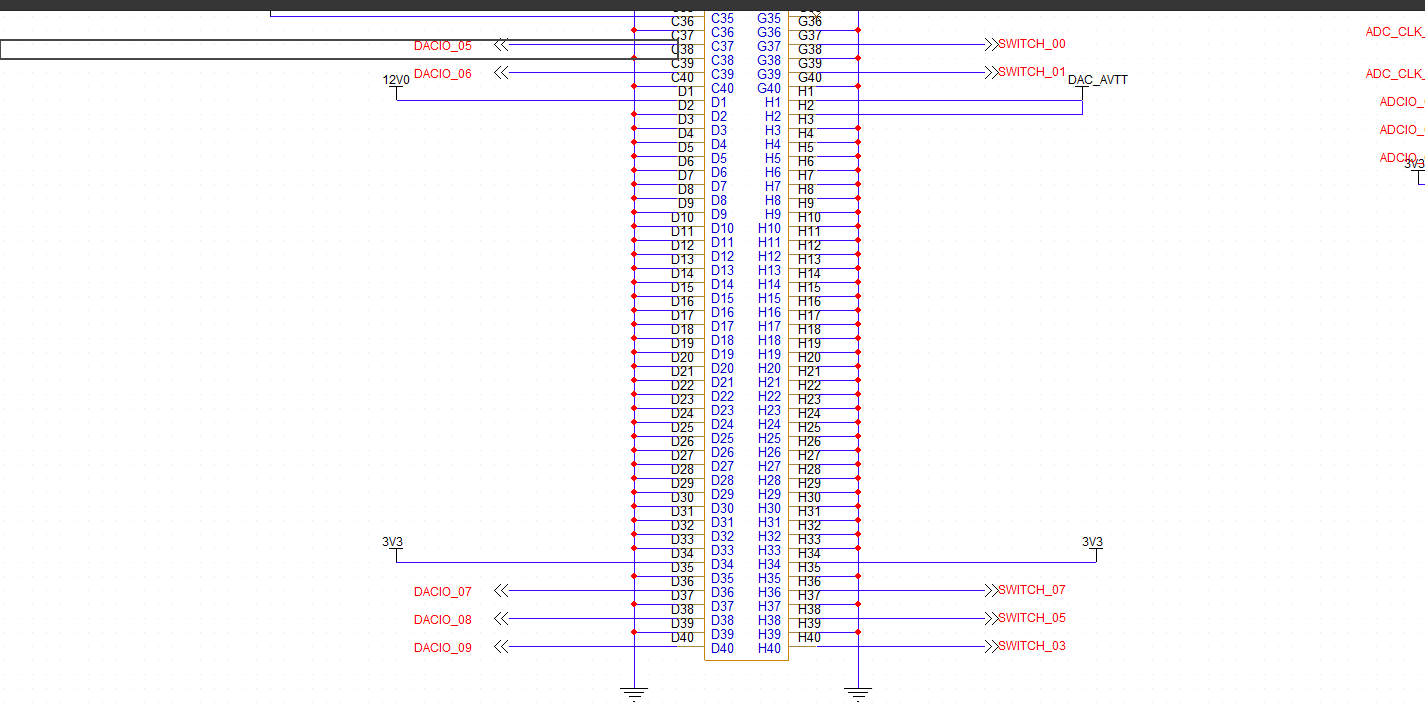 C36 C35 G35 G36
C37 C36 G36 G37 ADC_CLK_
DACIO_05 C38 C37 G37 G38 SWITCH_00
C39 C38 G38 G39
DACIO_06 C40 C39 G39 G40 SWITCH_01 ADC_CLK_
12V0 D1 C40 G40 H1 DAC_AVTT
D2 D1 H1 H2 ADCIO_
D3 D2 H2 H3
D4 D3 H3 H4 ADCIO_
D5 D4 H4 H5
D6 D5 H5 H6 ADCIO_
D7 D6 H6 H7 3V3
D8 D7 H7 H8
D9 D8 H8 H9
D10 D9 H9 H10
D11 D10 H10 H11
D12 D11 H11 H12
D13 D12 H12 H13
D14 D13 H13 H14
D15 D14 H14 H15
D16 D15 H15 H16
D17 D16 H16 H17
D18 D17 H17 H18
D19 D18 H18 H19
D20 D19 H19 H20
D21 D20 H20 H21
D22 D21 H21 H22
D23 D22 H22 H23
D24 D23 H23 H24
D25 D24 H24 H25
D26 D25 H25 H26
D27 D26 H26 H27
D28 D27 H27 H28
D29 D28 H28 H29
D30 D29 H29 H30
D31 D30 H30 H31
D32 D31 H31 H32
D33 D32 H32 H33
3V3 D34 D33 H33 H34 3V3
D35 D34 H34 H35
D36 D35 H35 H36
DACIO_07 D37 D36 H36 H37 SWITCH_07
D38 D37 H37 H38
DACIO_08 D39 D38 H38 H39 SWITCH_05
D40 D39 H39 H40
DACIO_09 D40 H40 SWITCH_03